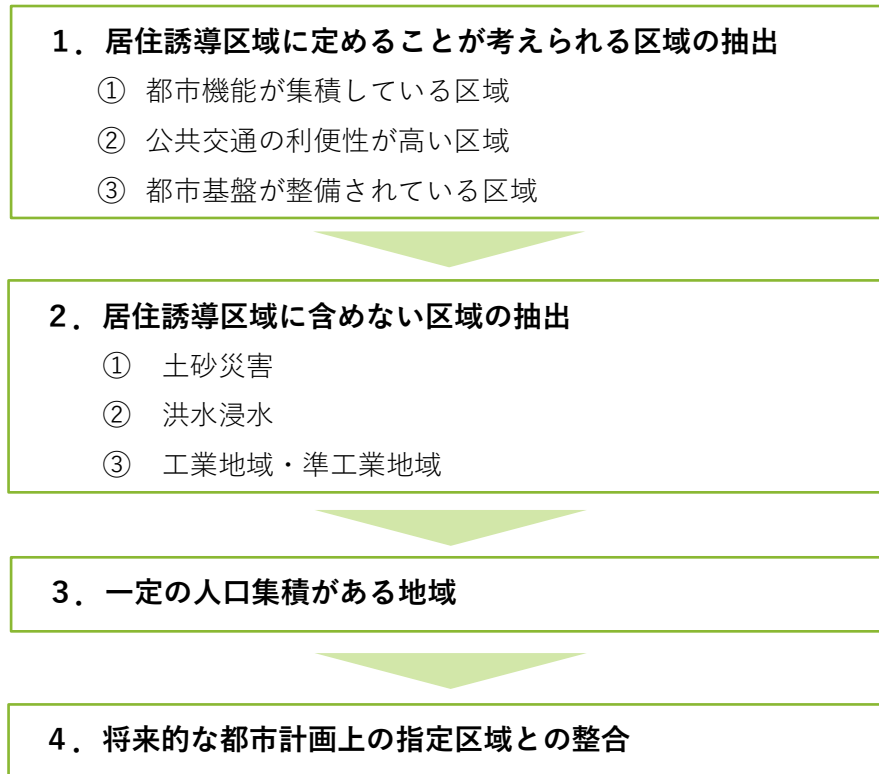 １．居住誘導区域に定めることが考えられる区域の抽出
① 都市機能が集積している区域
② 公共交通の利便性が高い区域
③ 都市基盤が整備されている区域
２．居住誘導区域に含めない区域の抽出
① 土砂災害
② 洪水浸水
③ 工業地域・準工業地域
３．一定の人口集積がある地域
４．将来的な都市計画上の指定区域との整合